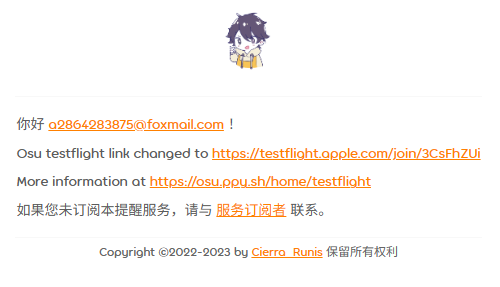 你好 a2864283875@foxmail.com ！
Osu testflight link changed to https://testflight.apple.com/join/3CsFhZUi
More information at https://osu.ppy.sh/home/testflight
如果您未订阅本提醒服务，请与 服务订阅者 联系。
Copyright ©2022-2023 by Cierra_Runis 保留所有权利